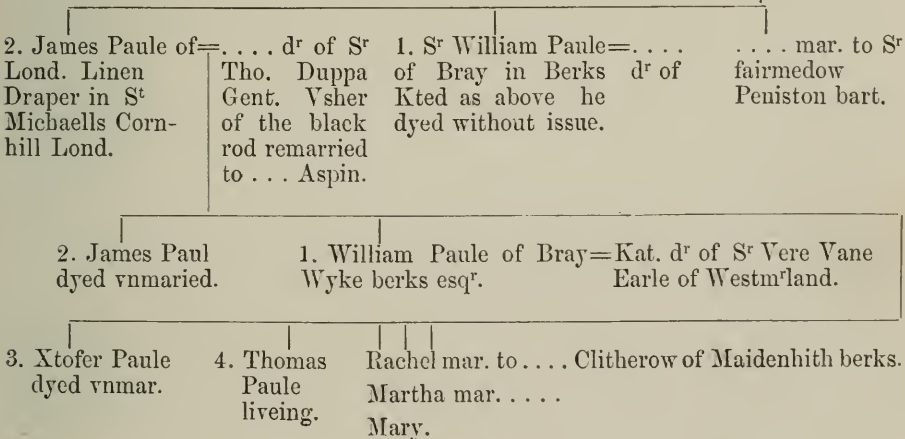 2. James Paule of=. . . . dʳ of Sʳ
Lond. Linen Tho. Duppa
Draper in Sᵗ Gent. Vsher
Michaells Corn- of the black
hill Lond. rod remarried
to . . . Aspin.
1. Sʳ William Paule=. . . .
of Bray in Berks dʳ of
Kted as above he
dyed without issue.
. . . . mar. to Sʳ
fairmedow
Peniston bart.
2. James Paul
dyed vnmaried.
1. William Paule of Bray=Kat. dʳ of Sʳ Vere Vane
Wyke berks esqʳ. Earle of Westmʳland.
3. Xtofer Paule
dyed vnmar.
4. Thomas
Paule
liveing.
Rachel mar. to . . . . Clitherow of Maidenhith berks.
Martha mar. . . . .
Mary.